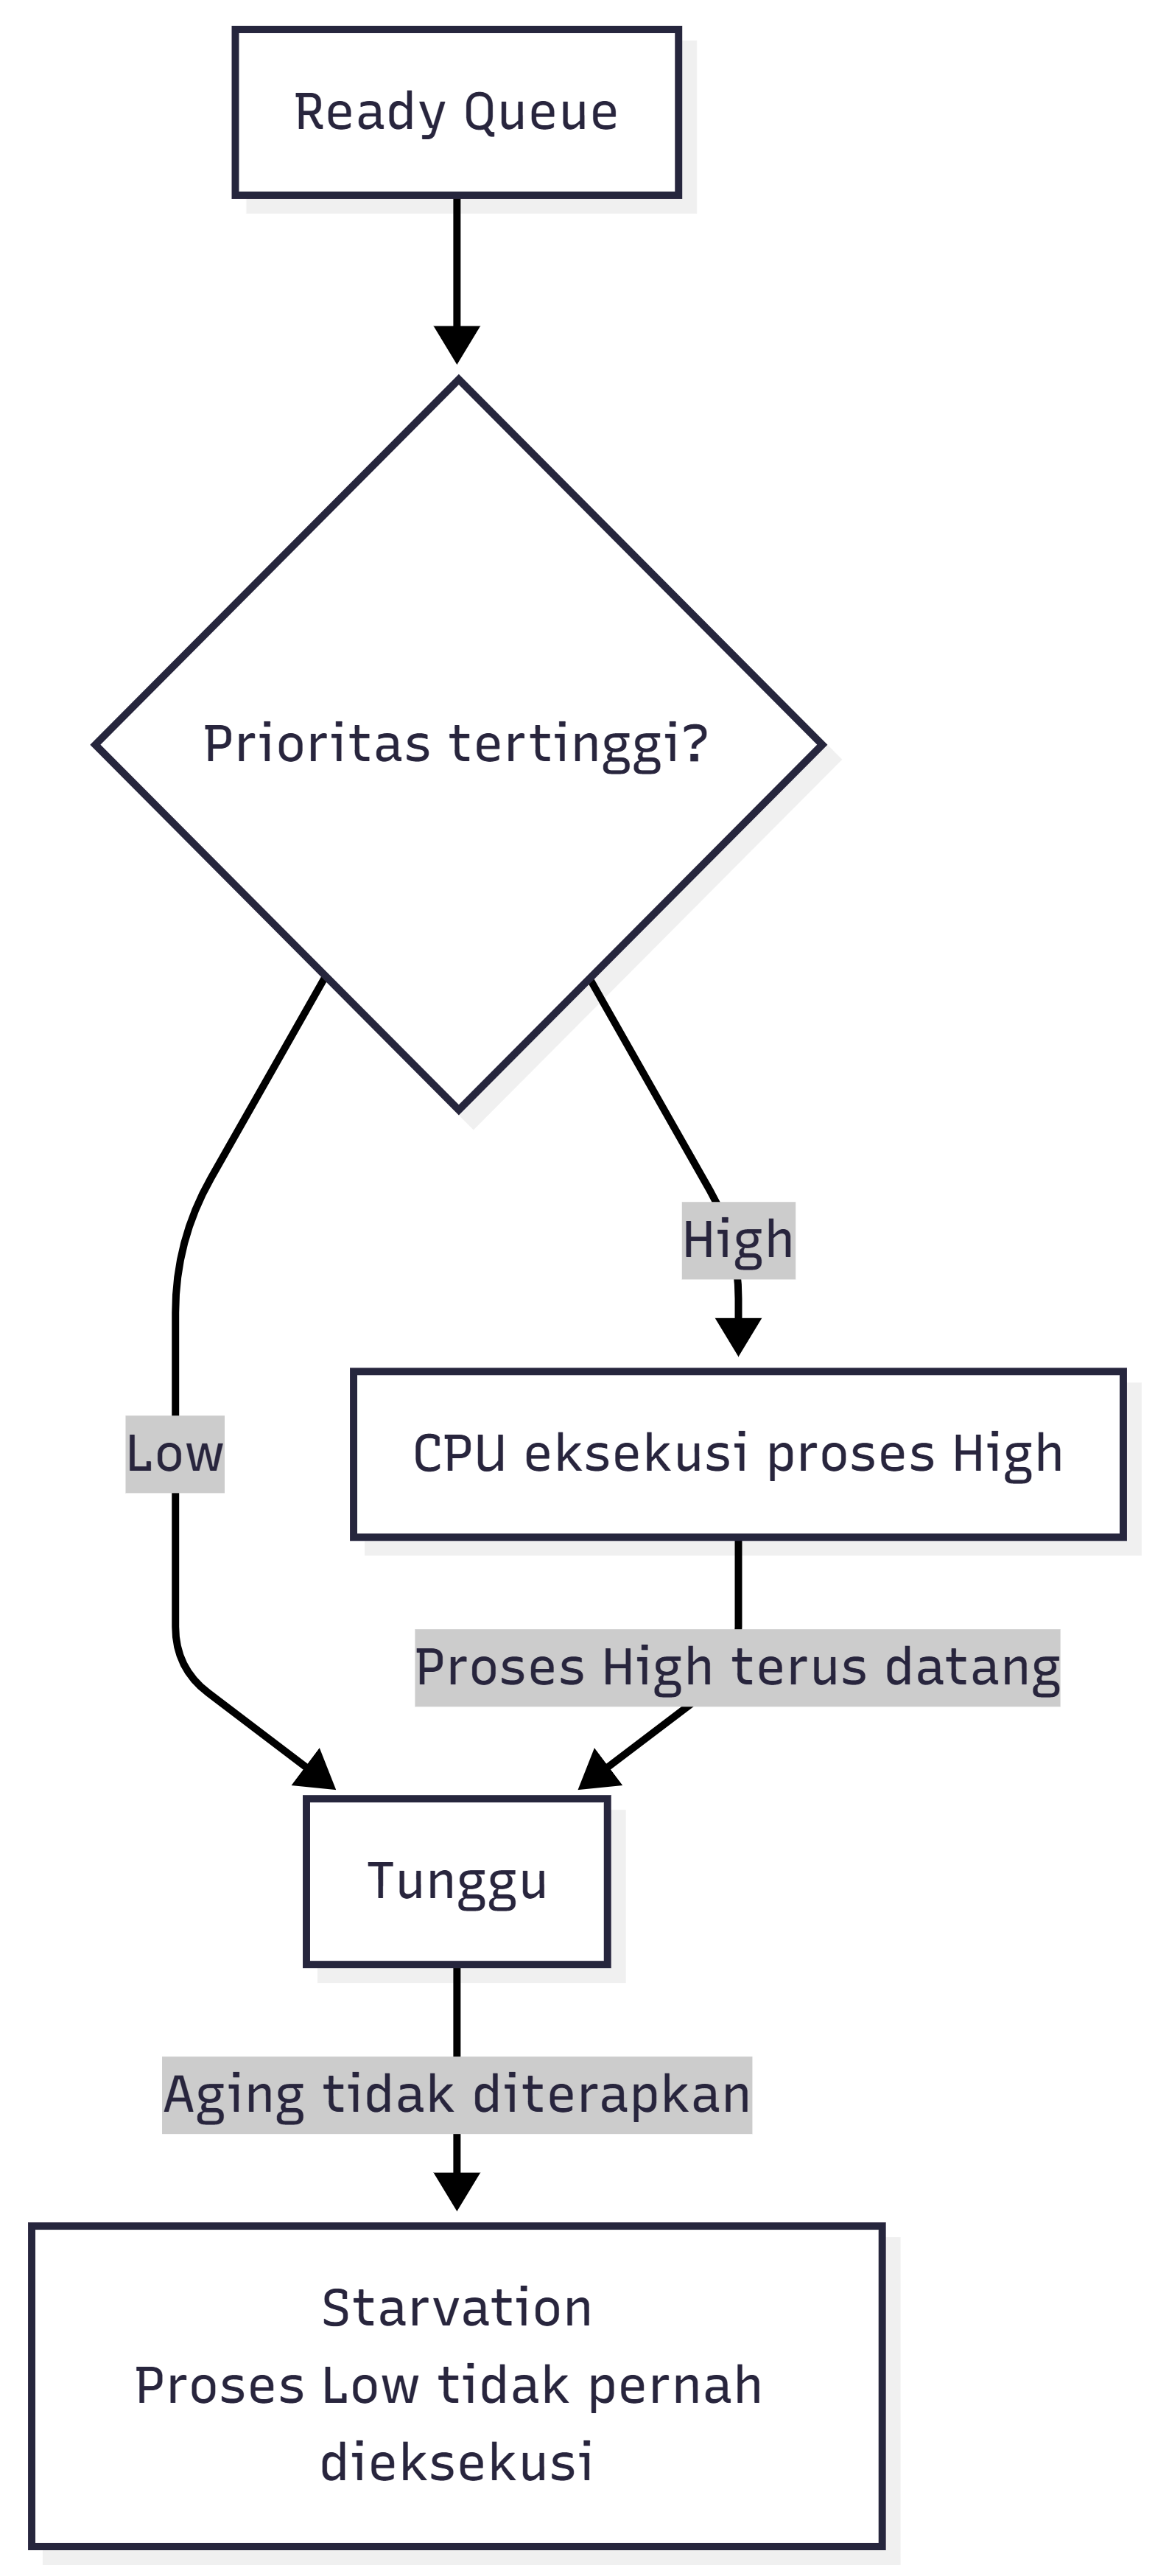 Ready Queue
Prioritas tertinggi?
High
Low
CPU eksekusi proses High
Proses High terus datang
Tunggu
Aging tidak diterapkan
Starvation
Proses Low tidak pernah
dieksekusi